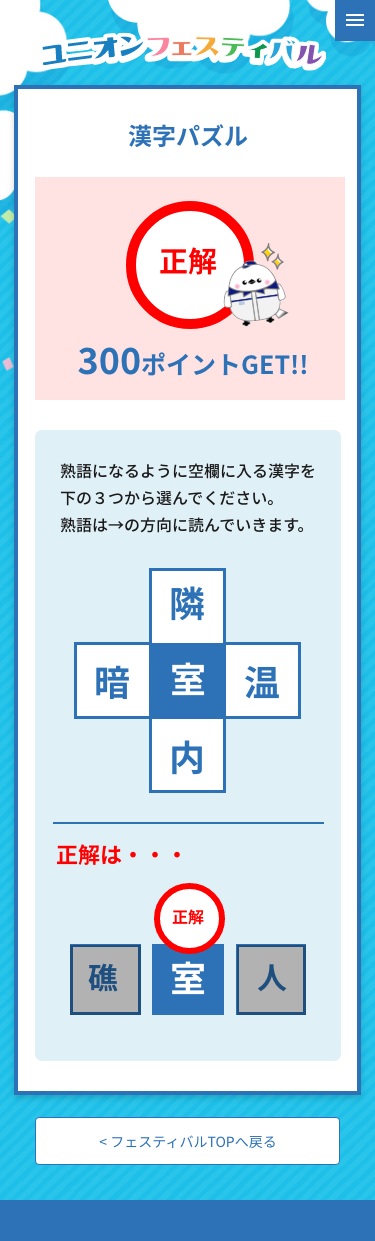 ユニオンフェスティバル
漢字パズル
正解
300ポイントGET!!
熟語になるように空欄に入る漢字を
下の３つから選んでください。
熟語は→の方向に読んでいきます。
隣
暗 室 温
内
正解は・・・
正解
礁 室 人
< フェスティバルTOPへ戻る